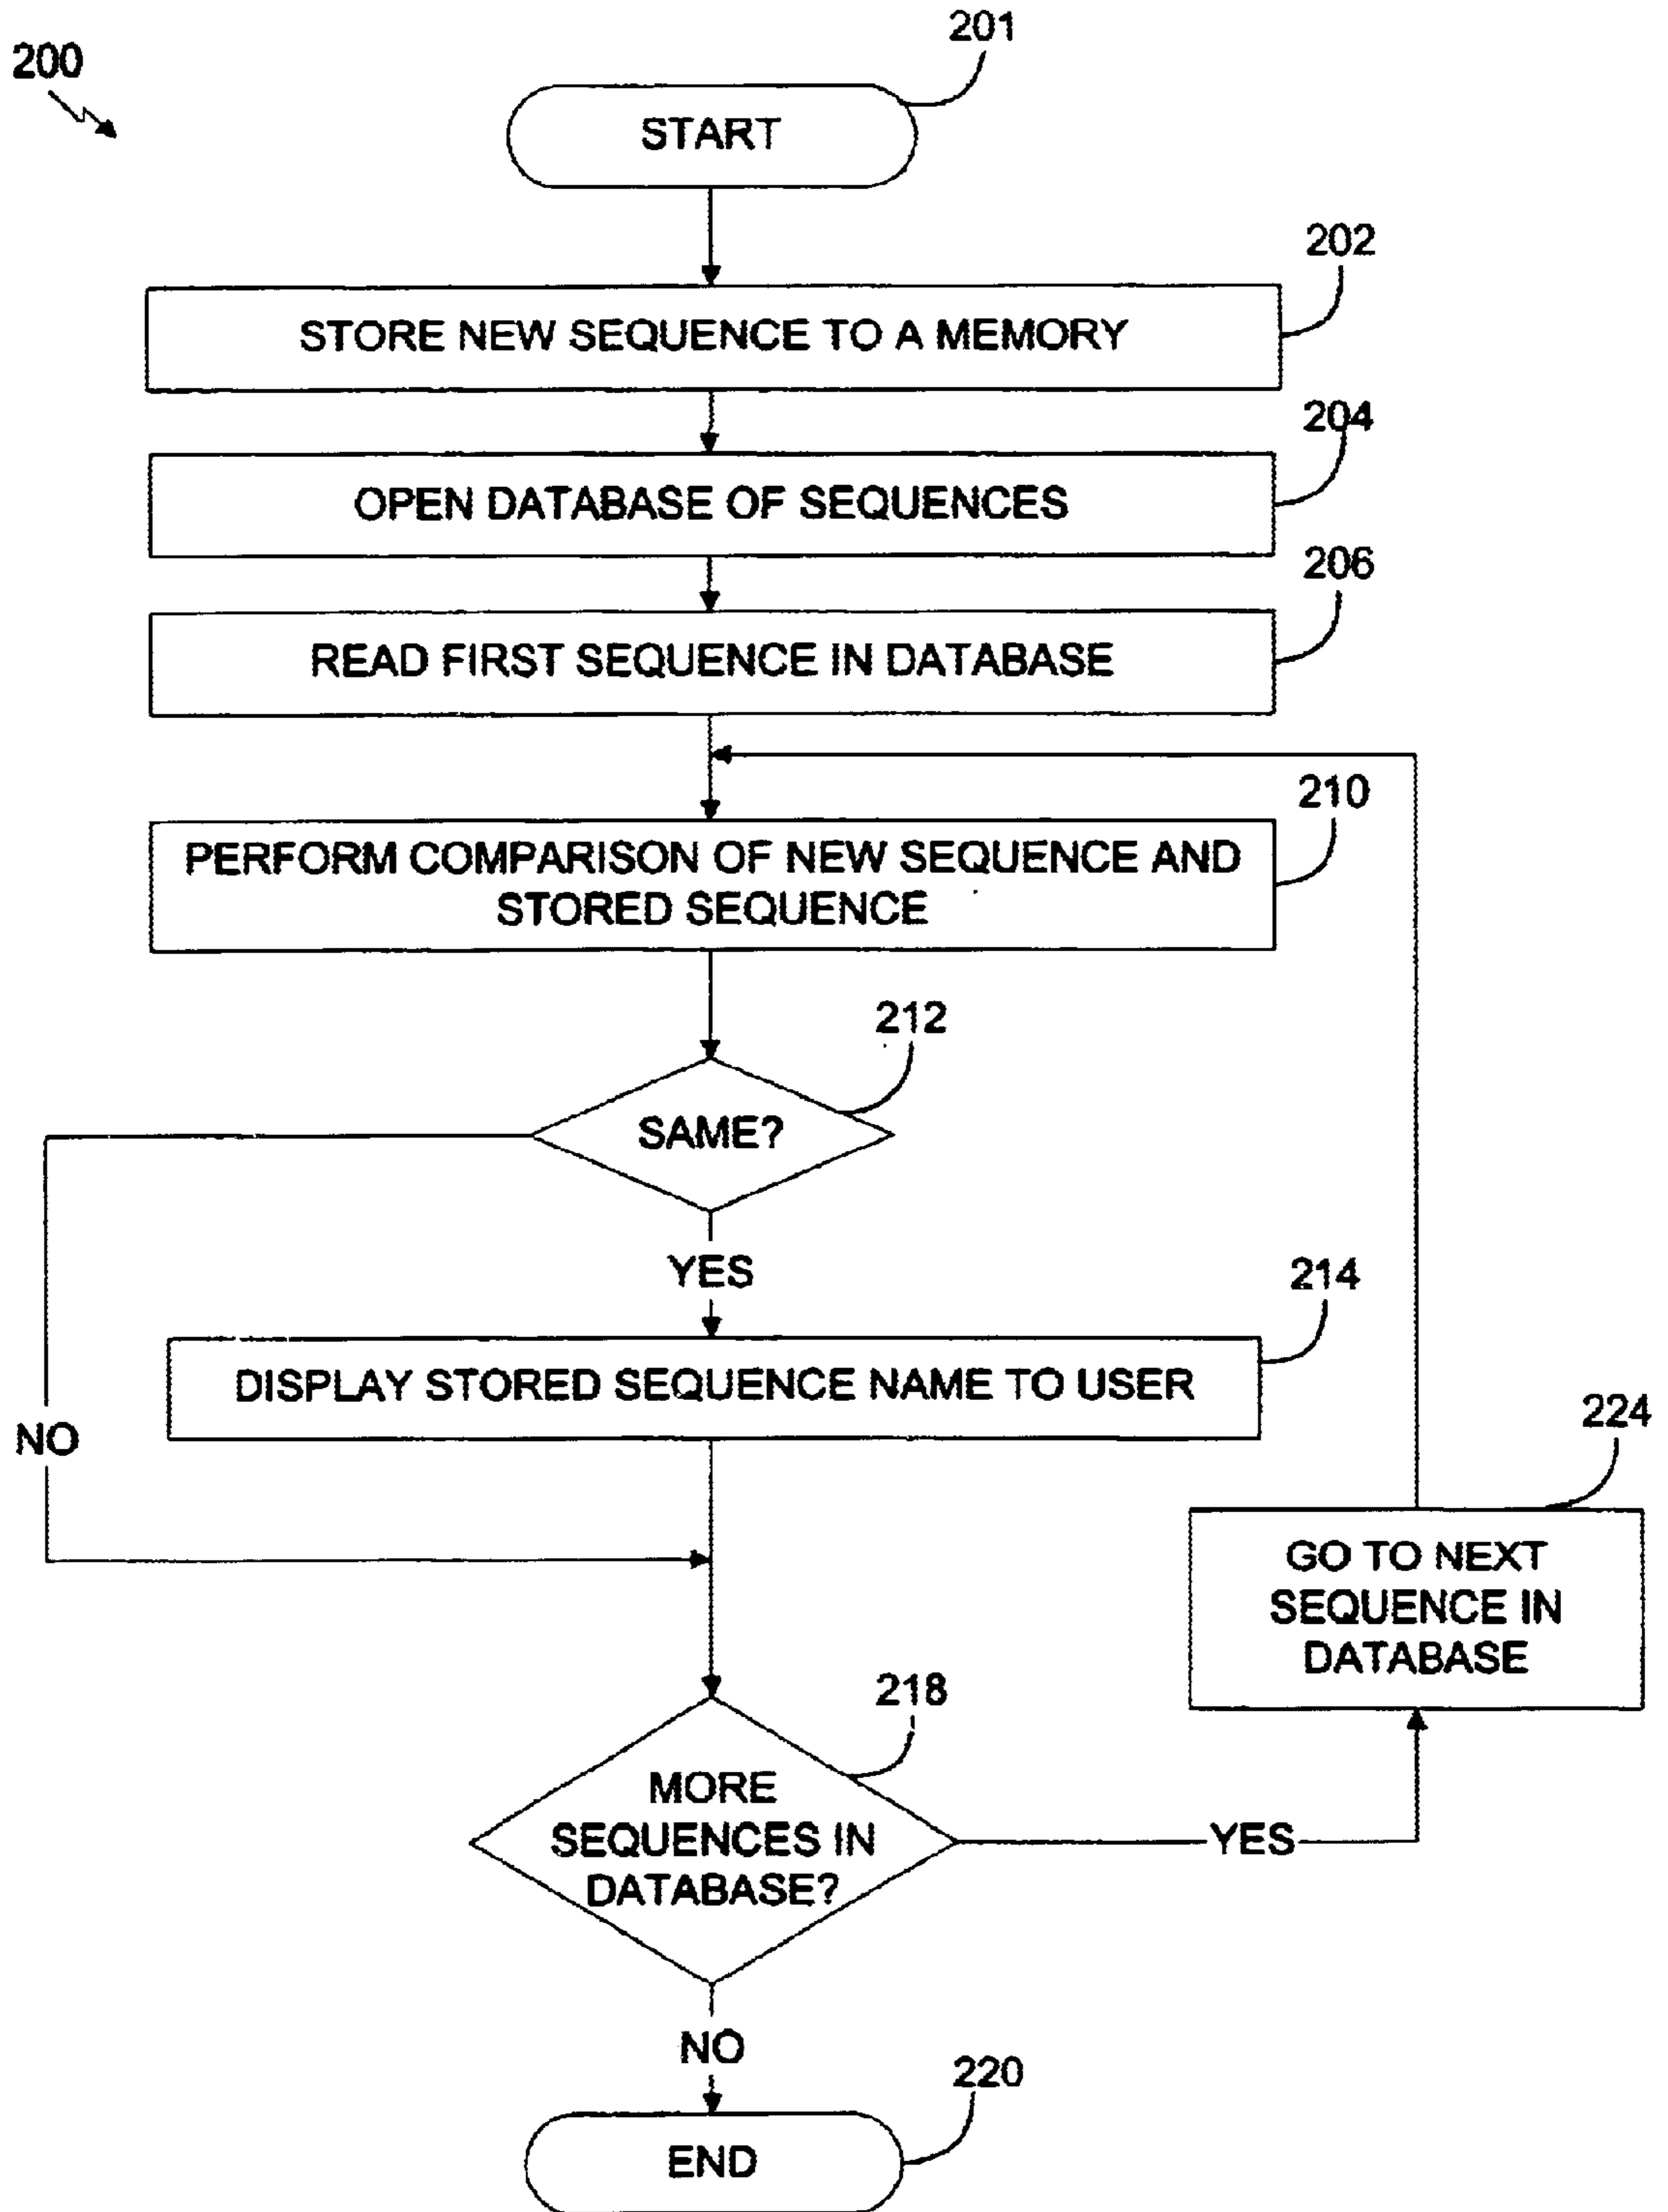 200
201
START
202
STORE NEW SEQUENCE TO A MEMORY
204
OPEN DATABASE OF SEQUENCES
206
READ FIRST SEQUENCE IN DATABASE
210
PERFORM COMPARISON OF NEW SEQUENCE AND
STORED SEQUENCE
212
SAME?
YES
214
DISPLAY STORED SEQUENCE NAME TO USER
NO
224
GO TO NEXT
SEQUENCE IN
DATABASE
218
MORE
SEQUENCES IN
DATABASE?
YES
NO
220
END